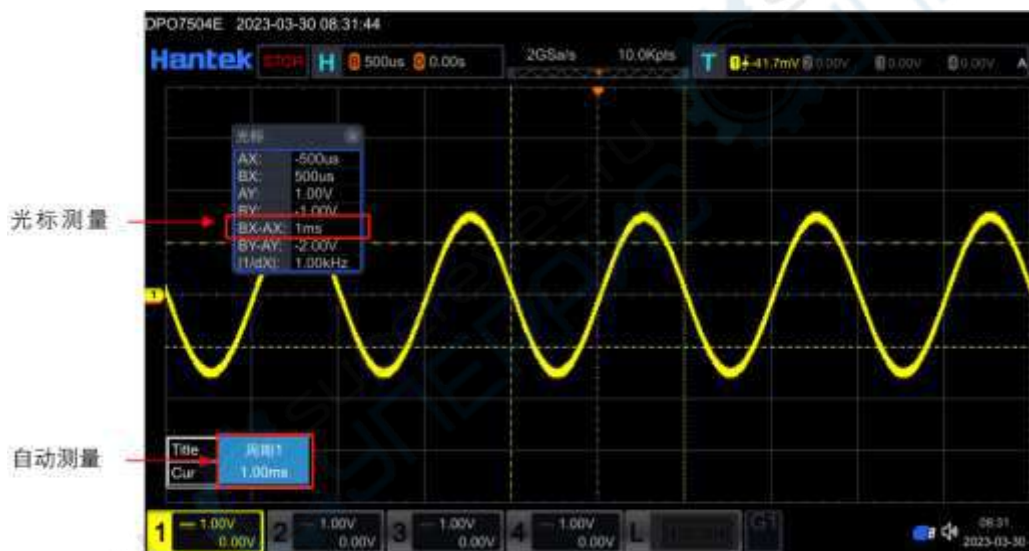 DPO7504E 2023-03-30 08:31:44
Hantek STOP H 500us 0.00s 2GSa/s 10.0Kpts T 1 -41.7mV 0.00V 0.00V 0.00V A
光标
AX: -500us
BX: 500us
AY: 1.00V
BY: -1.00V
光标测量
BX-AX: 1ms
BY-AY: -2.00V
|1/dX|: 1.00kHz
1
自动测量
Title 周期1
Cur 1.00ms
1 1.00V 0.00V 2 1.00V 0.00V 3 1.00V 0.00V 4 1.00V 0.00V L G1
08:31
2023-03-30